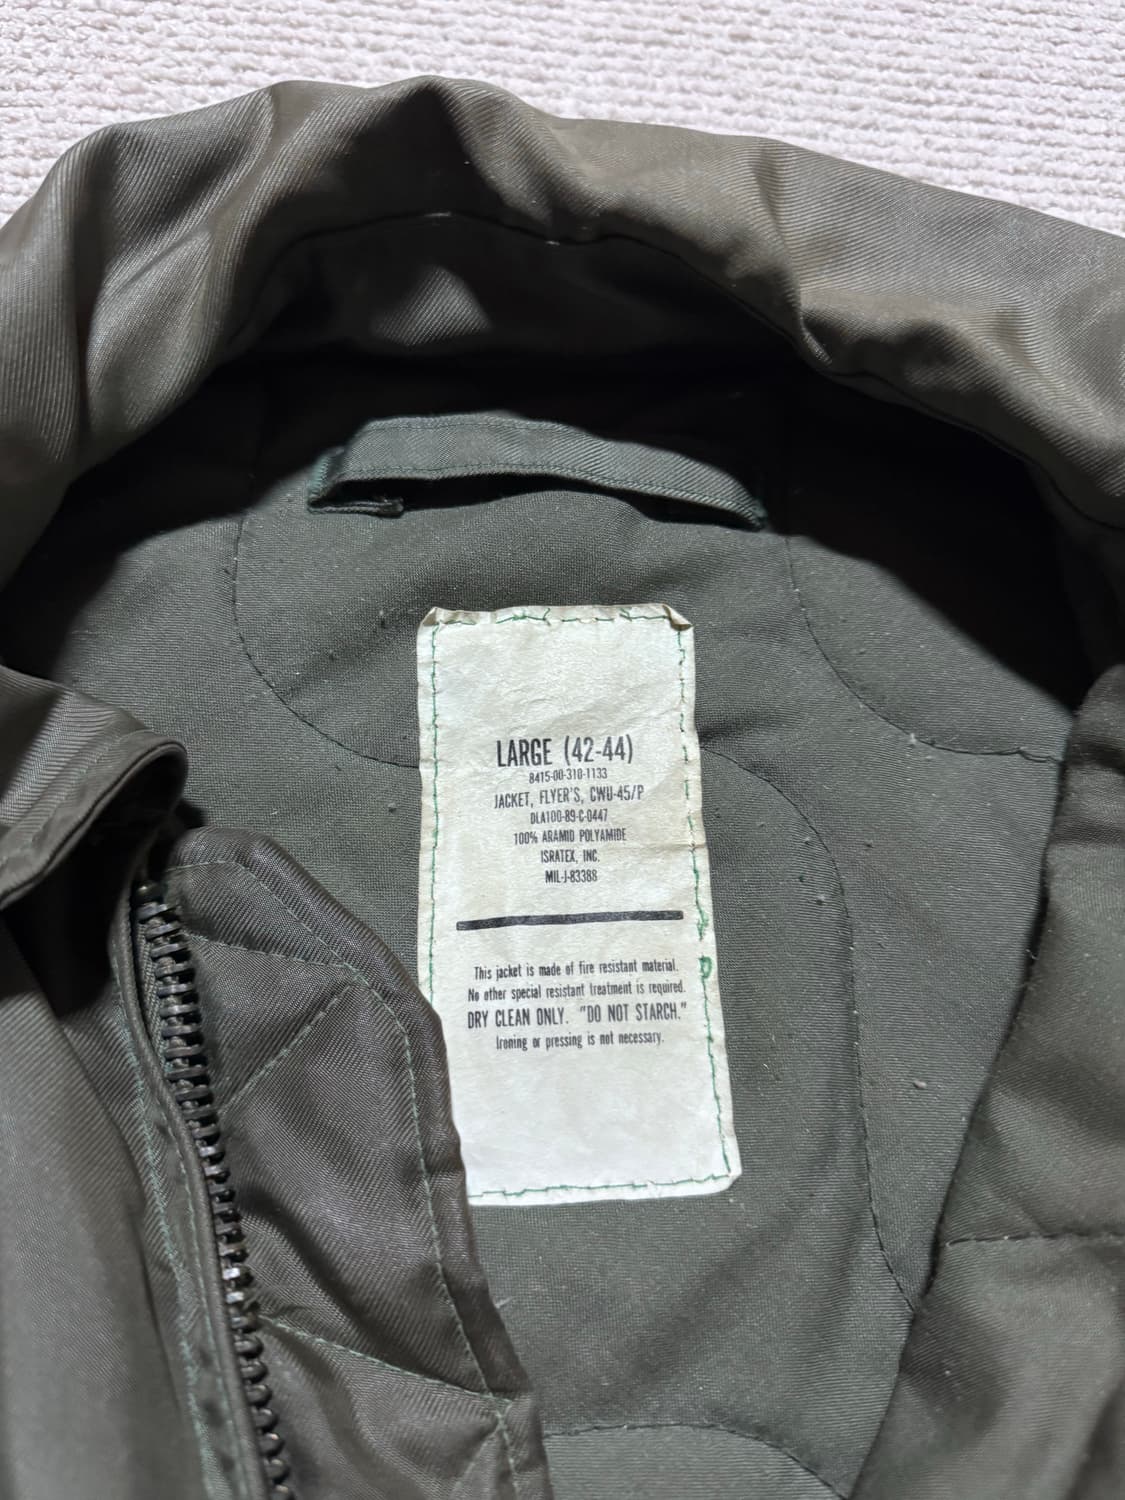 LARGE (42-44)
8415-00-310-1133
JACKET, FLYER'S, CWU-45/P
DLA100-89-C-0447
100% ARAMID POLYAMIDE
ISRATEX, INC.
MIL-J-83388
This jacket is made of fire resistant material.
No other special resistant treatment is required.
DRY CLEAN ONLY. "DO NOT STARCH."
Ironing or pressing is not necessary.